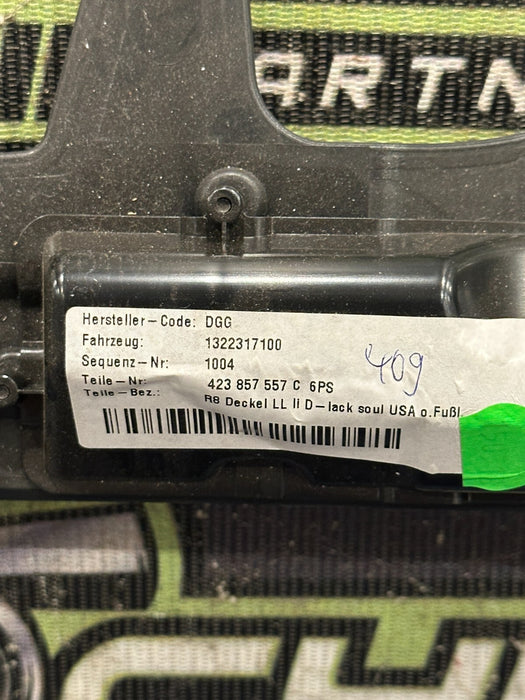 ARTN
Hersteller-Code: DGG
Fahrzeug: 1322317100
Sequenz-Nr: 1004
409
Teile-Nr: 423 857 557 C 6PS
Teile-Bez.: R8 Deckel LL li D-lack soul USA o.Fußl.